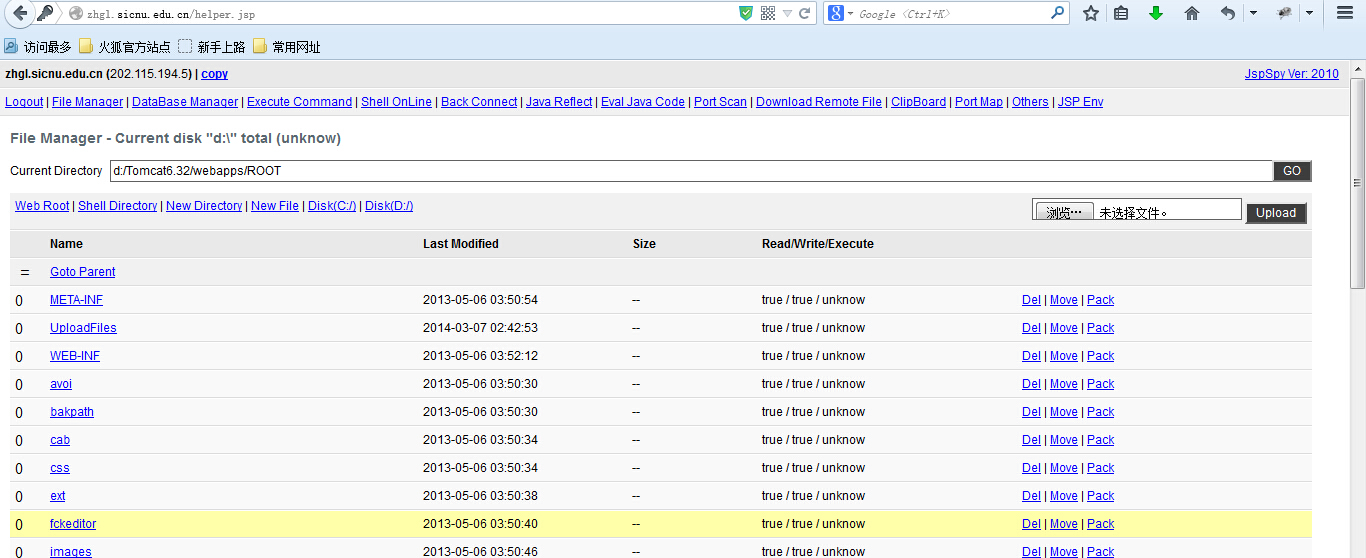 zhgl.sicnu.edu.cn/helper.jsp
Google <Ctrl+K>
访问最多 火狐官方站点 新手上路 常用网址
zhgl.sicnu.edu.cn (202.115.194.5) | copy JspSpy Ver: 2010
Logout | File Manager | DataBase Manager | Execute Command | Shell OnLine | Back Connect | Java Reflect | Eval Java Code | Port Scan | Download Remote File | ClipBoard | Port Map | Others | JSP Env
File Manager - Current disk "d:\" total (unknow)
Current Directory d:/Tomcat6.32/webapps/ROOT GO
Web Root | Shell Directory | New Directory | New File | Disk(C:/) | Disk(D:/) 浏览… 未选择文件。 Upload
Name Last Modified Size Read/Write/Execute
= Goto Parent
0 META-INF 2013-05-06 03:50:54 -- true / true / unknow Del | Move | Pack
0 UploadFiles 2014-03-07 02:42:53 -- true / true / unknow Del | Move | Pack
0 WEB-INF 2013-05-06 03:52:12 -- true / true / unknow Del | Move | Pack
0 avoi 2013-05-06 03:50:30 -- true / true / unknow Del | Move | Pack
0 bakpath 2013-05-06 03:50:30 -- true / true / unknow Del | Move | Pack
0 cab 2013-05-06 03:50:34 -- true / true / unknow Del | Move | Pack
0 css 2013-05-06 03:50:34 -- true / true / unknow Del | Move | Pack
0 ext 2013-05-06 03:50:38 -- true / true / unknow Del | Move | Pack
0 fckeditor 2013-05-06 03:50:40 -- true / true / unknow Del | Move | Pack
0 images 2013-05-06 03:50:46 -- true / true / unknow Del | Move | Pack